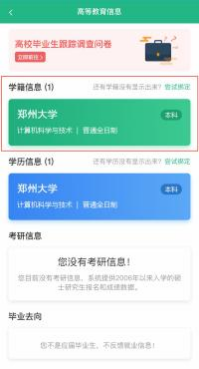 高等教育信息
高校毕业生跟踪调查问卷
立即前往>
学籍信息 (1) 还有学籍没有显示出来？尝试绑定
郑州大学 本科
计算机科学与技术 | 普通全日制
学历信息 (1) 还有学历没有显示出来？尝试绑定
郑州大学 本科
计算机科学与技术 | 普通全日制
考研信息
您没有考研信息！
您目前没有考研信息，系统提供2006年以来入学的硕
士研究生报名和成绩数据。
毕业去向
您不是应届毕业生，不反馈就业信息！